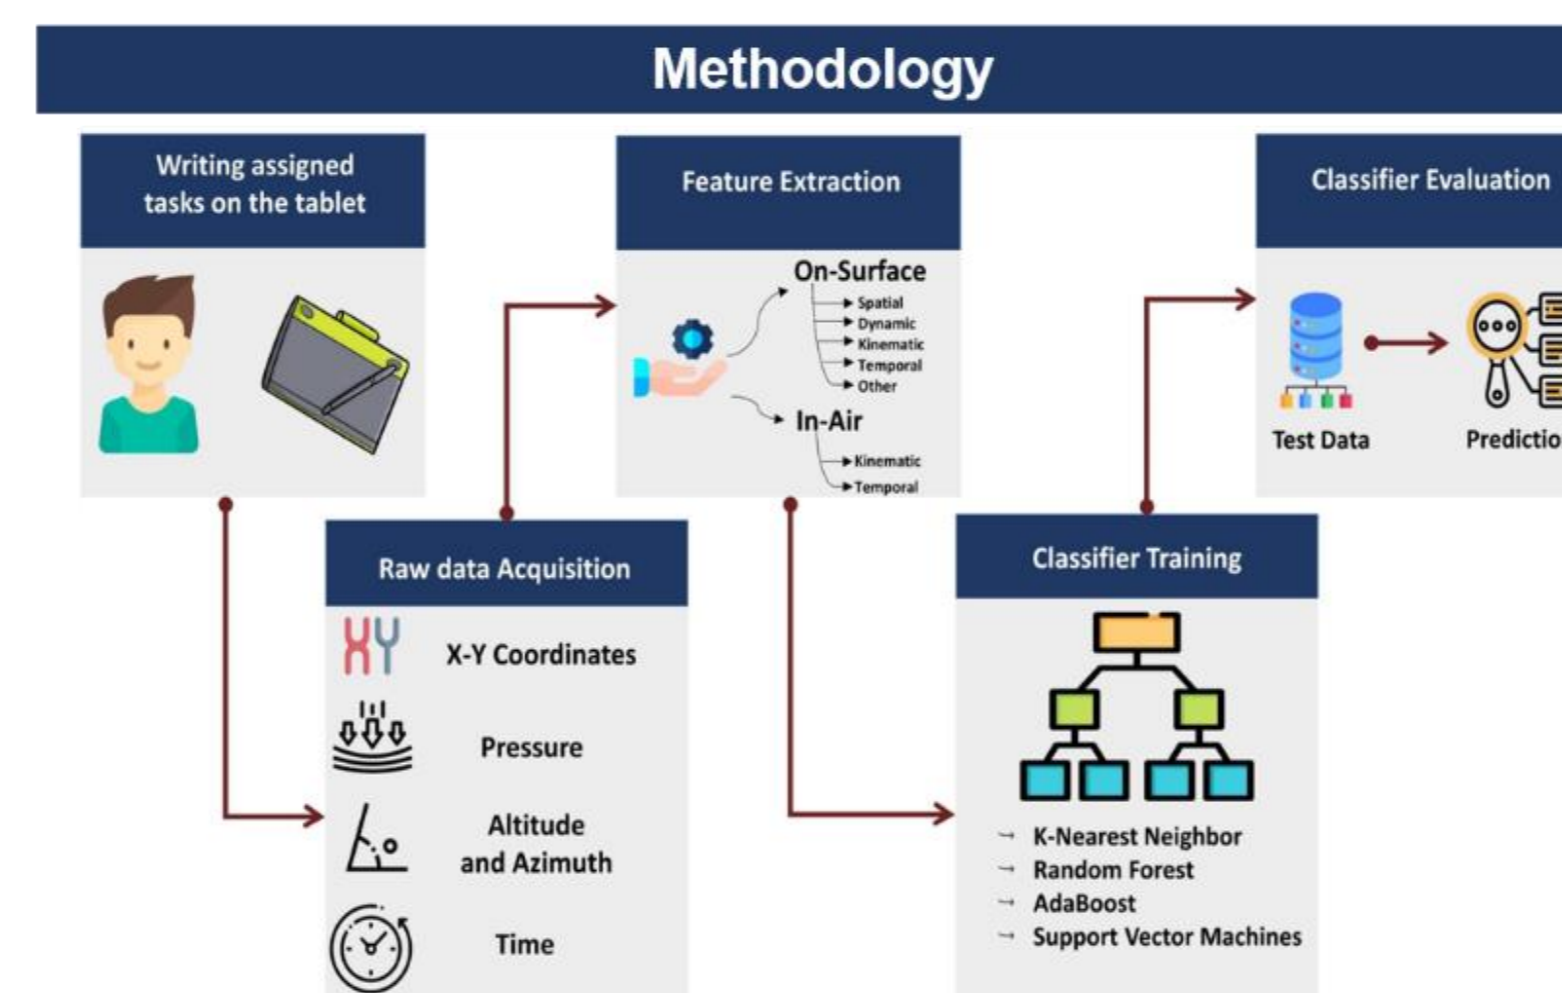 Methodology
Writing assigned
tasks on the tablet
Raw data Acquisition
X-Y Coordinates
Pressure
Altitude
and Azimuth
Time
Feature Extraction
On-Surface
Spatial
Dynamic
Kinematic
Temporal
Other
In-Air
Kinematic
Temporal
Classifier Training
K-Nearest Neighbor
Random Forest
AdaBoost
Support Vector Machines
Classifier Evaluation
Test Data
Predictio